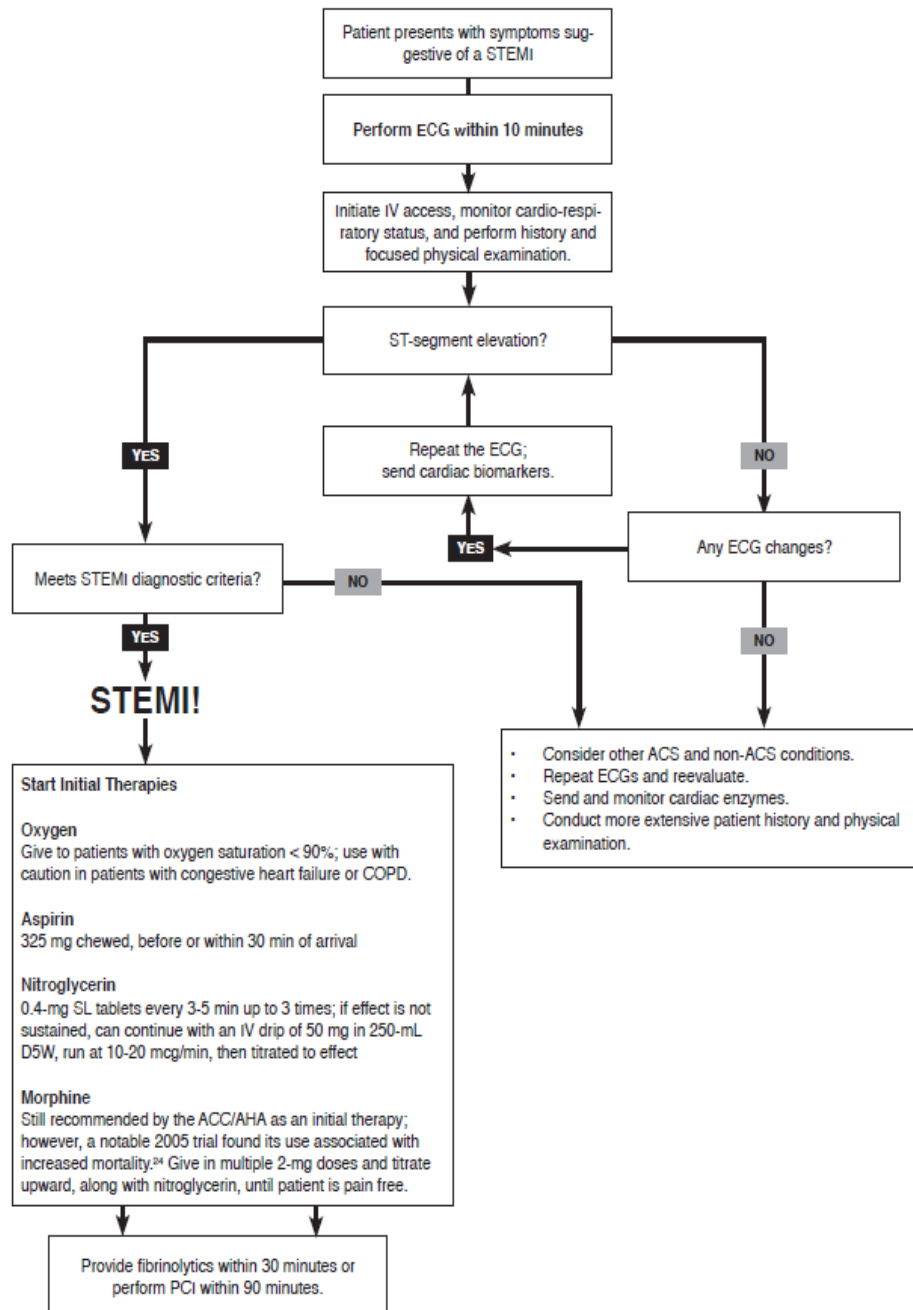 Patient presents with symptoms sug-
gestive of a STEMI
Perform ECG within 10 minutes
Initiate IV access, monitor cardio-respi-
ratory status, and perform history and
focused physical examination.
ST-segment elevation?
YES
Repeat the ECG;
send cardiac biomarkers.
NO
YES
Any ECG changes?
Meets STEMI diagnostic criteria?
NO
YES
NO
STEMI!
• Consider other ACS and non-ACS conditions.
• Repeat ECGs and reevaluate.
• Send and monitor cardiac enzymes.
• Conduct more extensive patient history and physical
examination.
Start Initial Therapies
Oxygen
Give to patients with oxygen saturation < 90%; use with
caution in patients with congestive heart failure or COPD.
Aspirin
325 mg chewed, before or within 30 min of arrival
Nitroglycerin
0.4-mg SL tablets every 3-5 min up to 3 times; if effect is not
sustained, can continue with an IV drip of 50 mg in 250-mL
D5W, run at 10-20 mcg/min, then titrated to effect
Morphine
Still recommended by the ACC/AHA as an initial therapy;
however, a notable 2005 trial found its use associated with
increased mortality.²⁴ Give in multiple 2-mg doses and titrate
upward, along with nitroglycerin, until patient is pain free.
Provide fibrinolytics within 30 minutes or
perform PCI within 90 minutes.